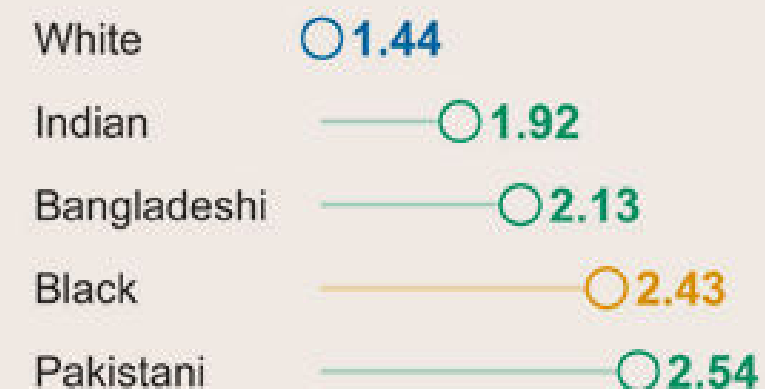 White 1.44
Indian 1.92
Bangladeshi 2.13
Black 2.43
Pakistani 2.54